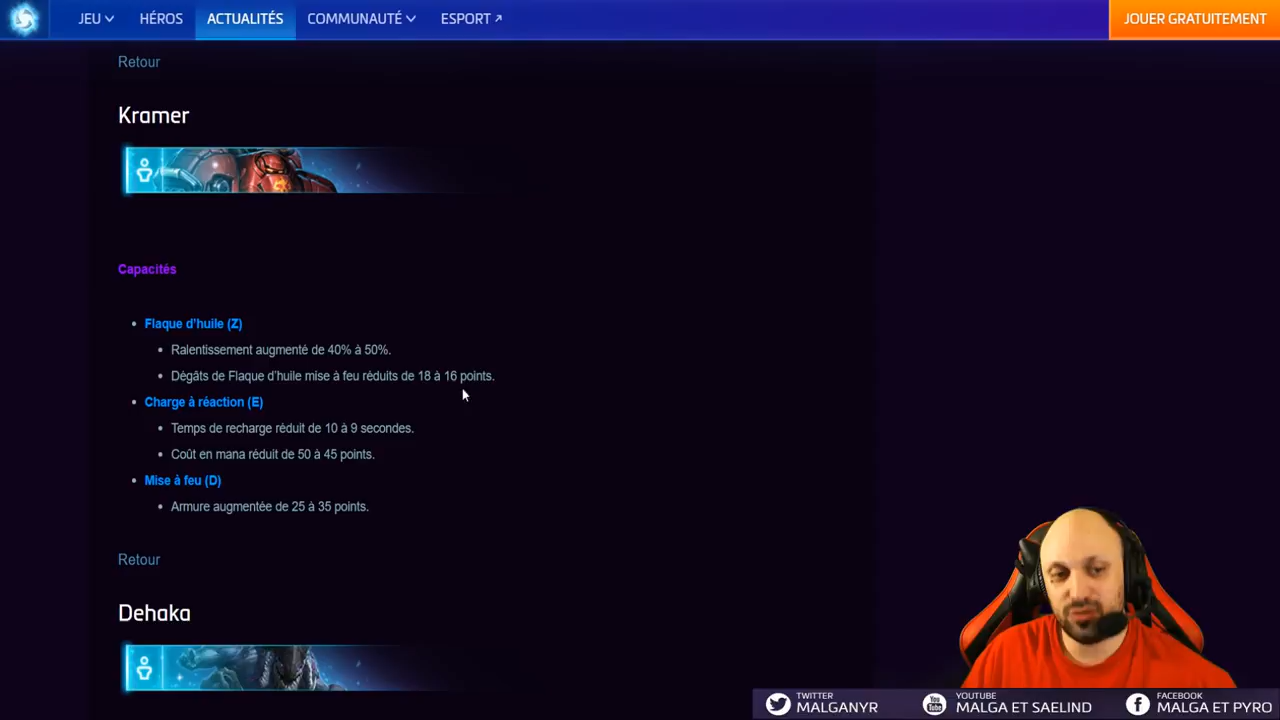 JEU HÉROS ACTUALITÉS COMMUNAUTÉ ESPORT JOUER GRATUITEMENT
Retour
Kramer
Capacités
Flaque d'huile (Z)
Ralentissement augmenté de 40% à 50%.
Dégâts de Flaque d'huile mise à feu réduits de 18 à 16 points.
Charge à réaction (E)
Temps de recharge réduit de 10 à 9 secondes.
Coût en mana réduit de 50 à 45 points.
Mise à feu (D)
Armure augmentée de 25 à 35 points.
Retour
Dehaka
TWITTER
MALGANYR
YOUTUBE
MALGA ET SAELIND
FACEBOOK
MALGA ET PYRO